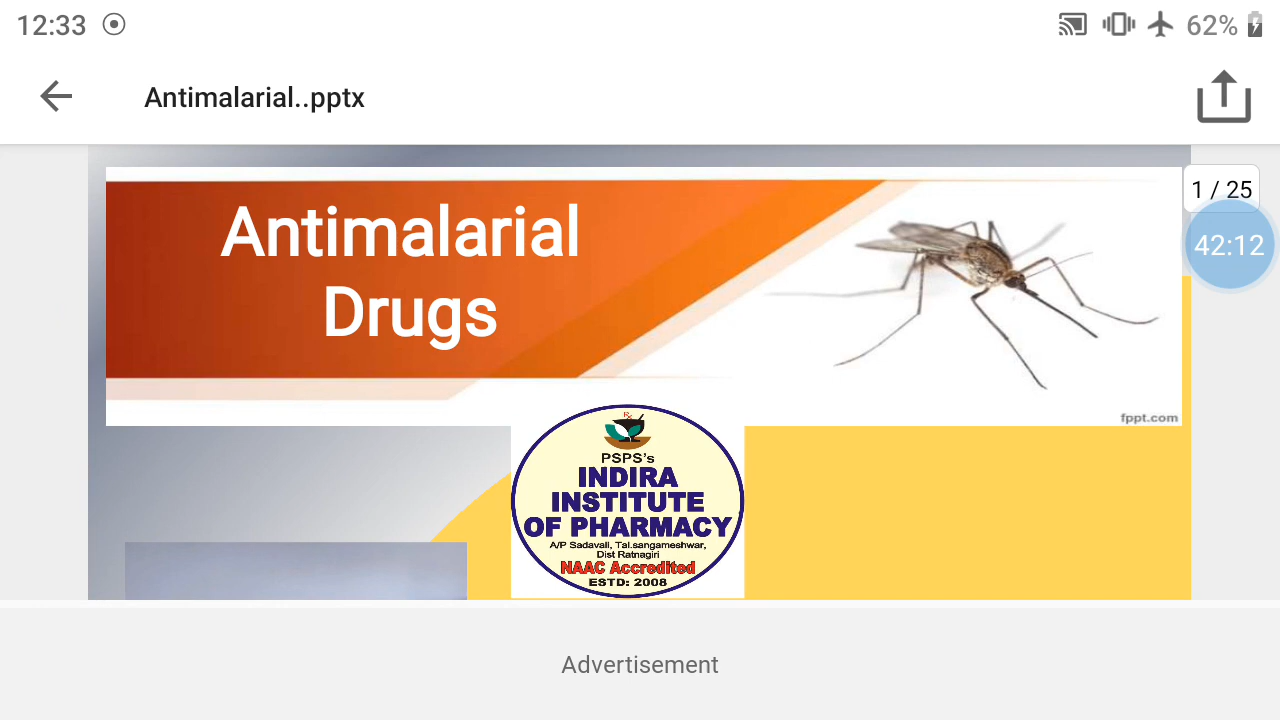 12:33
62%
Antimalarial..pptx
1 / 25
42:12
Antimalarial
Drugs
fppt.com
Rx
PSPS's
INDIRA
INSTITUTE
OF PHARMACY
A/P Sadavali, Tal.sangameshwar,
Dist Ratnagiri
NAAC Accredited
ESTD: 2008
Advertisement